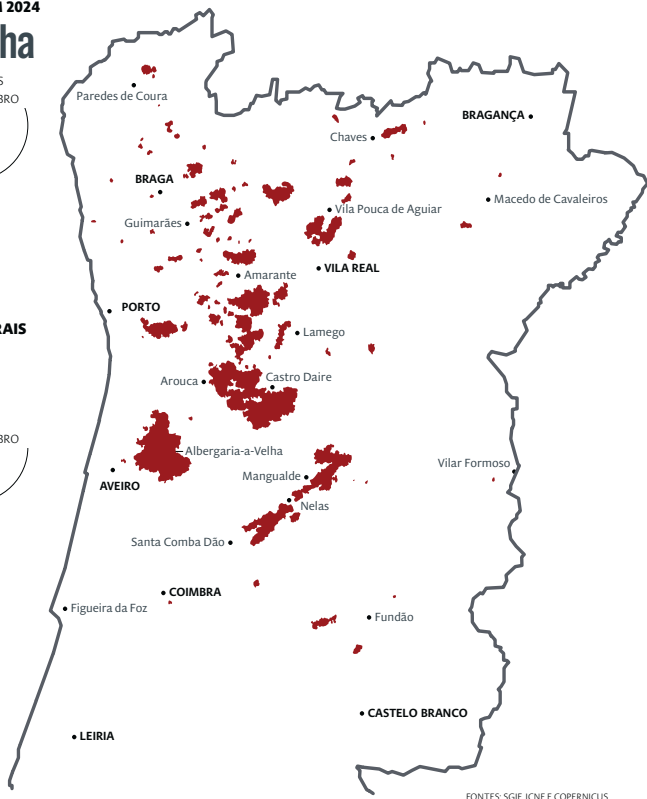 M 2024
ha
S
BRO
Paredes de Coura
BRAGANÇA
Chaves
BRAGA
Macedo de Cavaleiros
Vila Pouca de Aguiar
Guimarães
VILA REAL
Amarante
PORTO
RAIS
Lamego
Arouca
Castro Daire
BRO
Albergaria-a-Velha
Vilar Formoso
Mangualde
AVEIRO
Nelas
Santa Comba Dão
COIMBRA
Figueira da Foz
Fundão
CASTELO BRANCO
LEIRIA
FONTES: SGIF, ICNF E COPERNICUS